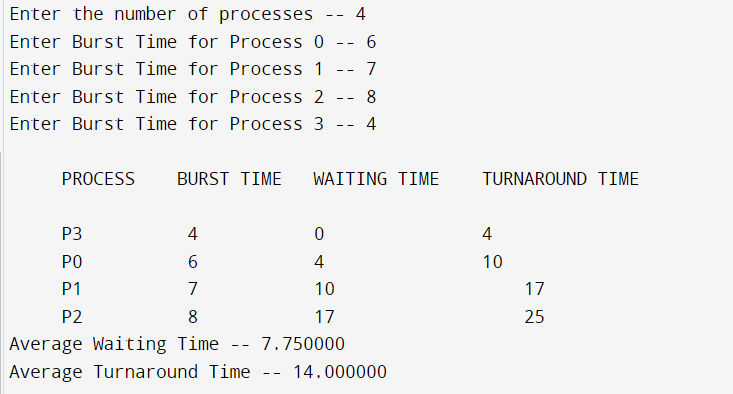 Enter the number of processes -- 4
Enter Burst Time for Process 0 -- 6
Enter Burst Time for Process 1 -- 7
Enter Burst Time for Process 2 -- 8
Enter Burst Time for Process 3 -- 4
PROCESS BURST TIME WAITING TIME TURNAROUND TIME
P3 4 0 4
P0 6 4 10
P1 7 10 17
P2 8 17 25
Average Waiting Time -- 7.750000
Average Turnaround Time -- 14.000000